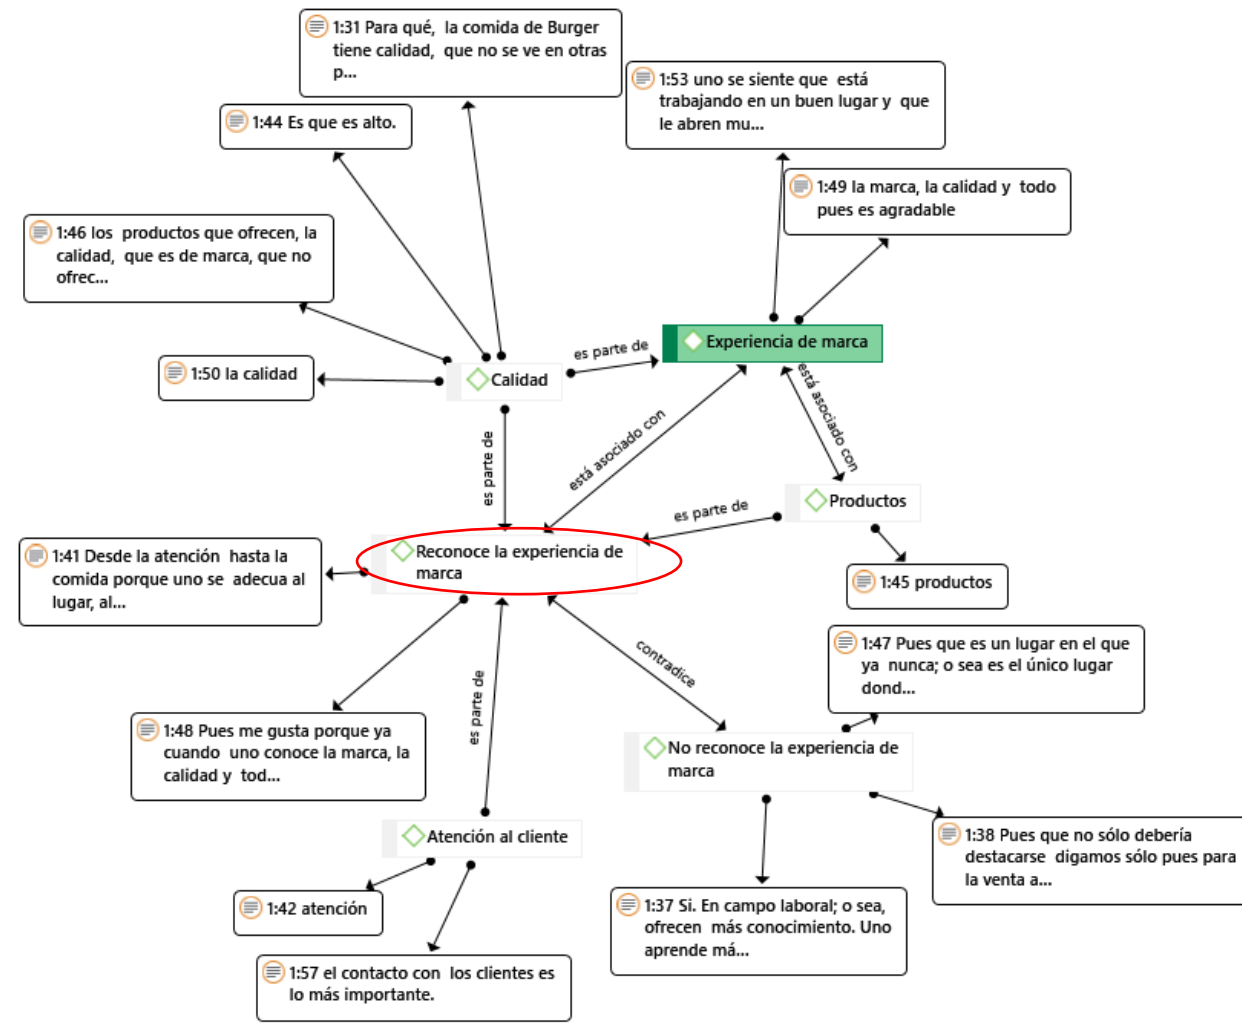 1:31 Para qué, la comida de Burger
tiene calidad, que no se ve en otras
p...
1:53 uno se siente que está
trabajando en un buen lugar y que
le abren mu...
1:44 Es que es alto.
1:49 la marca, la calidad y todo
pues es agradable
1:46 los productos que ofrecen, la
calidad, que es de marca, que no
ofrec...
Experiencia de marca
es parte de
1:50 la calidad
Calidad
está asociado con
es parte de
está asociado con
Productos
es parte de
Reconoce la experiencia de
marca
1:41 Desde la atención hasta la
comida porque uno se adecua al
lugar, al...
1:45 productos
1:47 Pues que es un lugar en el que
ya nunca; o sea es el único lugar
dond...
contradice
es parte de
1:48 Pues me gusta porque ya
cuando uno conoce la marca, la
calidad y tod...
No reconoce la experiencia de
marca
Atención al cliente
1:38 Pues que no sólo debería
destacarse digamos sólo pues para
la venta a...
1:42 atención
1:37 Si. En campo laboral; o sea,
ofrecen más conocimiento. Uno
aprende má...
1:57 el contacto con los clientes es
lo más importante.